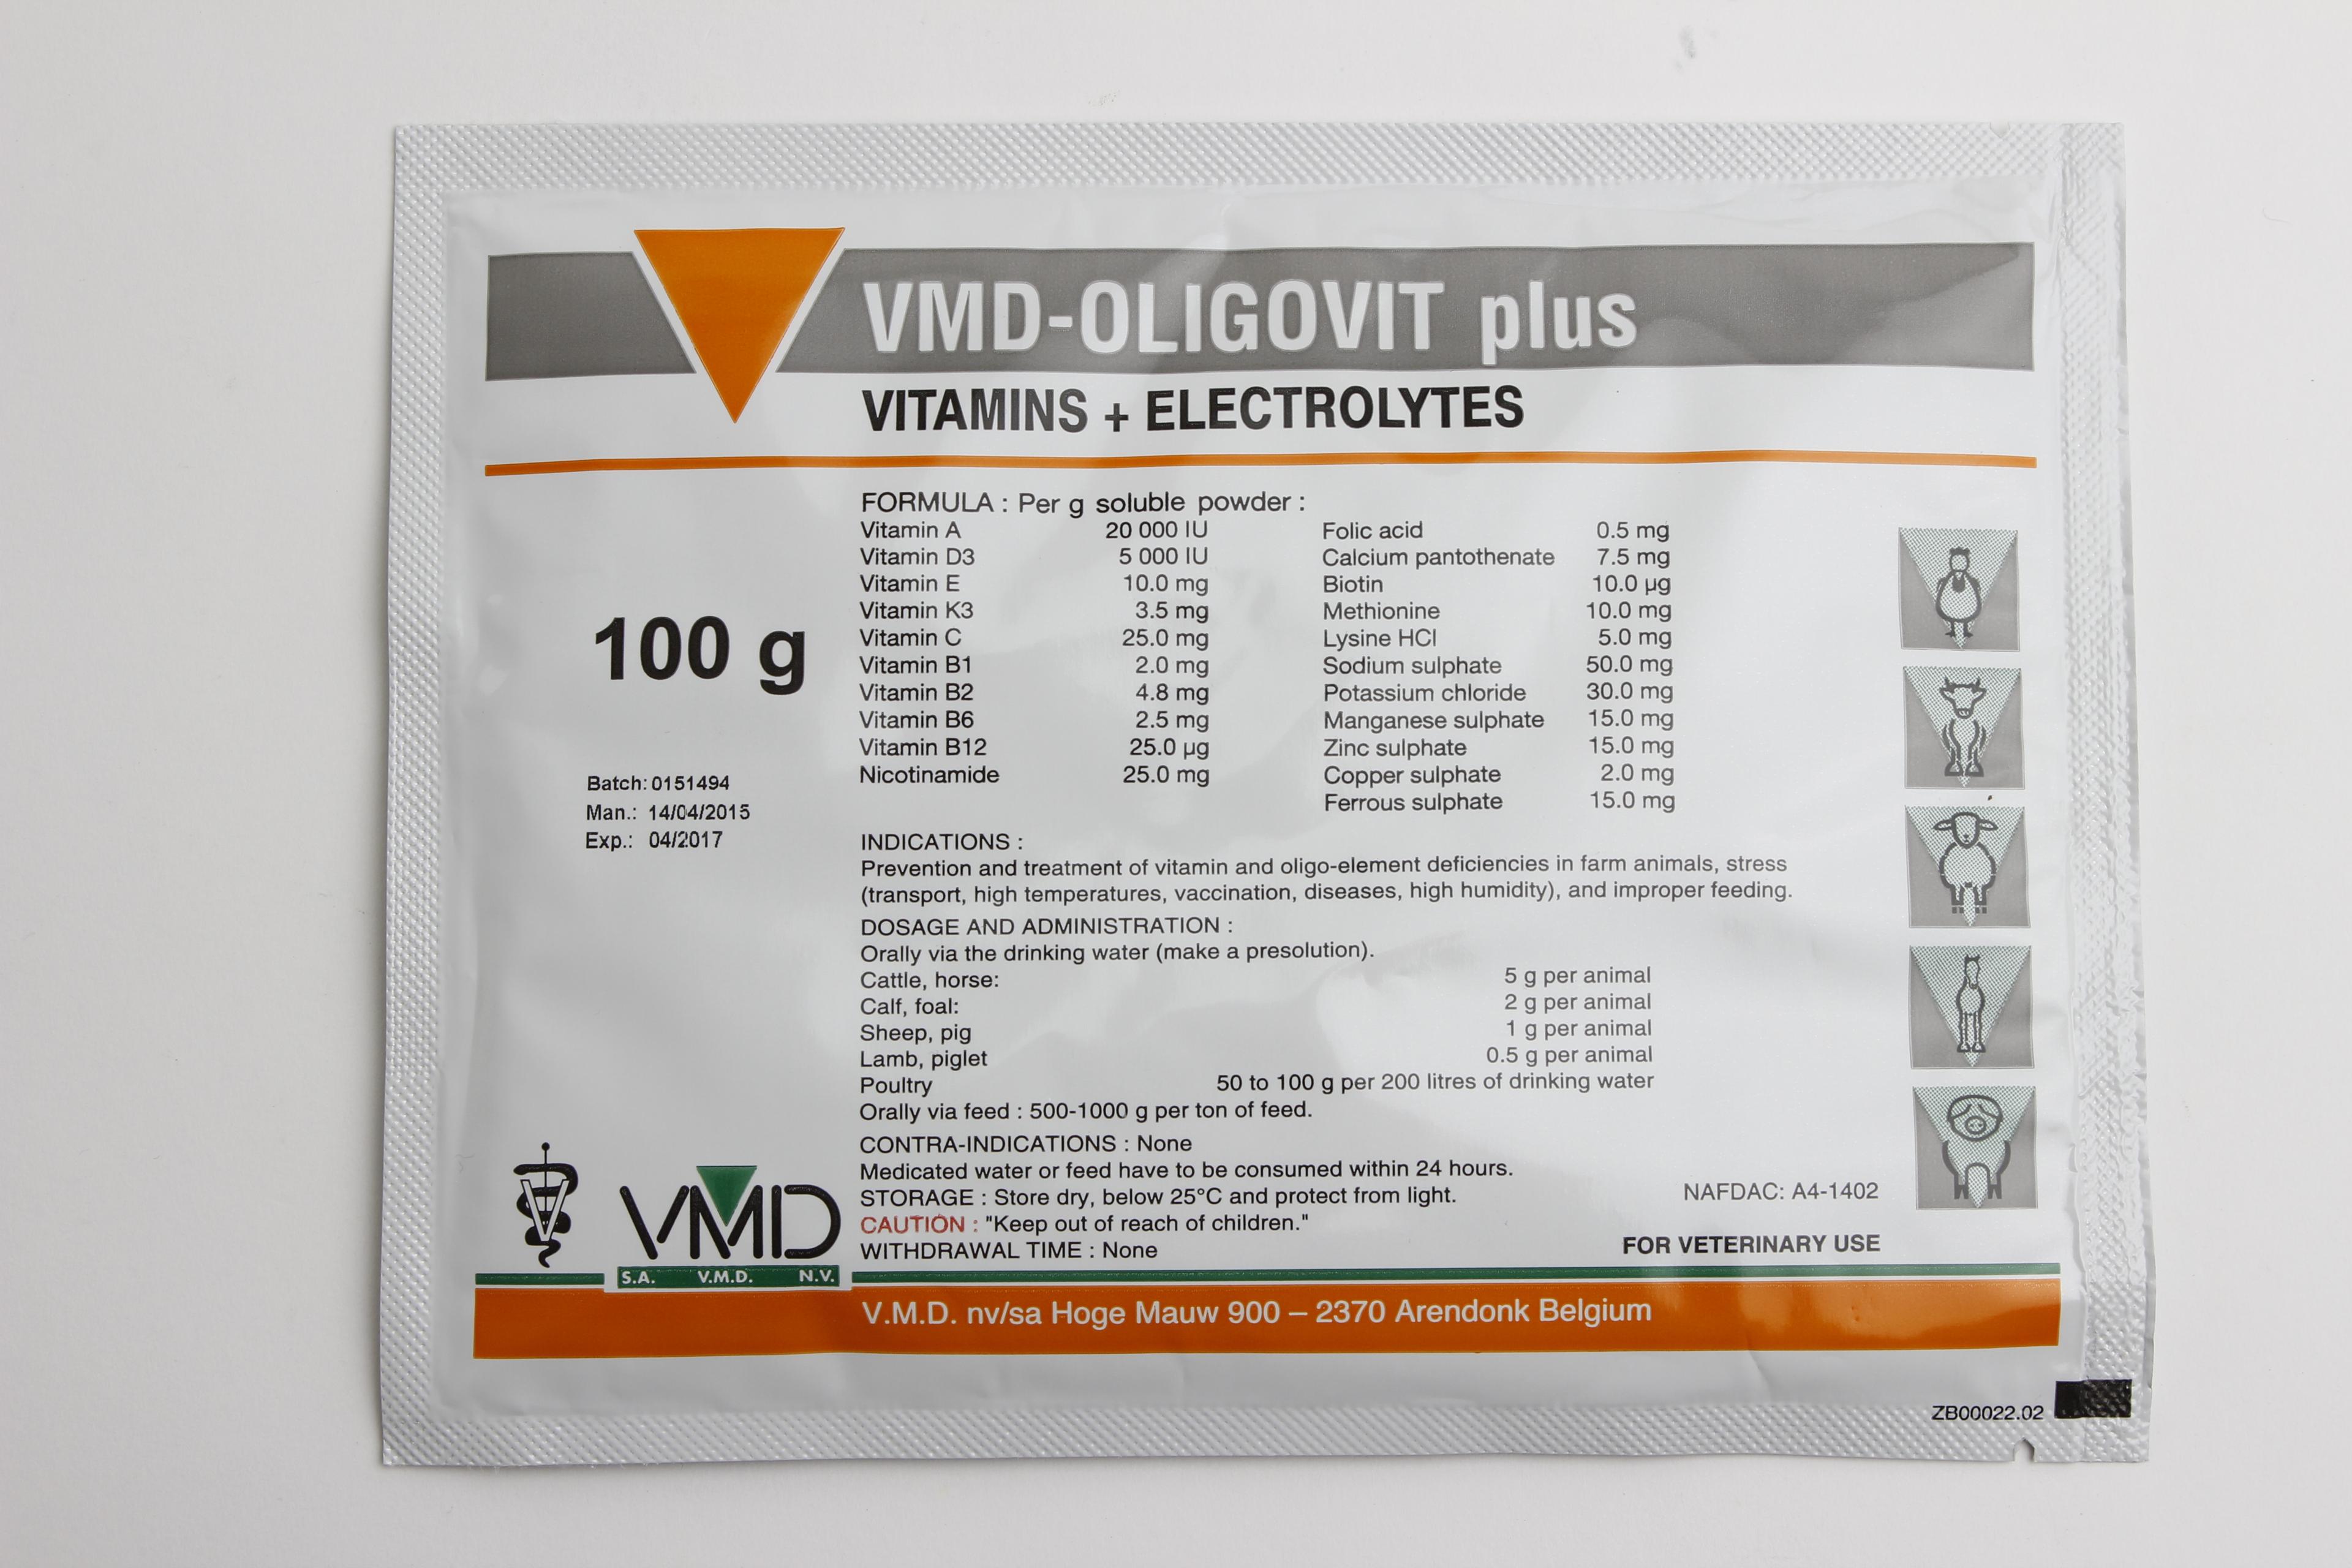 VMD-OLIGOVIT plus
VITAMINS + ELECTROLYTES
100 g
Batch: 0151494
Man.: 14/04/2015
Exp.: 04/2017
FORMULA : Per g soluble powder :
Vitamin A 20 000 IU
Vitamin D3 5 000 IU
Vitamin E 10.0 mg
Vitamin K3 3.5 mg
Vitamin C 25.0 mg
Vitamin B1 2.0 mg
Vitamin B2 4.8 mg
Vitamin B6 2.5 mg
Vitamin B12 25.0 µg
Nicotinamide 25.0 mg
Folic acid 0.5 mg
Calcium pantothenate 7.5 mg
Biotin 10.0 µg
Methionine 10.0 mg
Lysine HCl 5.0 mg
Sodium sulphate 50.0 mg
Potassium chloride 30.0 mg
Manganese sulphate 15.0 mg
Zinc sulphate 15.0 mg
Copper sulphate 2.0 mg
Ferrous sulphate 15.0 mg
INDICATIONS :
Prevention and treatment of vitamin and oligo-element deficiencies in farm animals, stress
(transport, high temperatures, vaccination, diseases, high humidity), and improper feeding.
DOSAGE AND ADMINISTRATION :
Orally via the drinking water (make a presolution).
Cattle, horse: 5 g per animal
Calf, foal: 2 g per animal
Sheep, pig 1 g per animal
Lamb, piglet 0.5 g per animal
Poultry 50 to 100 g per 200 litres of drinking water
Orally via feed : 500-1000 g per ton of feed.
CONTRA-INDICATIONS : None
Medicated water or feed have to be consumed within 24 hours.
STORAGE : Store dry, below 25°C and protect from light.
CAUTION : "Keep out of reach of children."
WITHDRAWAL TIME : None
NAFDAC: A4-1402
FOR VETERINARY USE
V
VMD
S.A. V.M.D. N.V.
V.M.D. nv/sa Hoge Mauw 900 – 2370 Arendonk Belgium
ZB00022.02